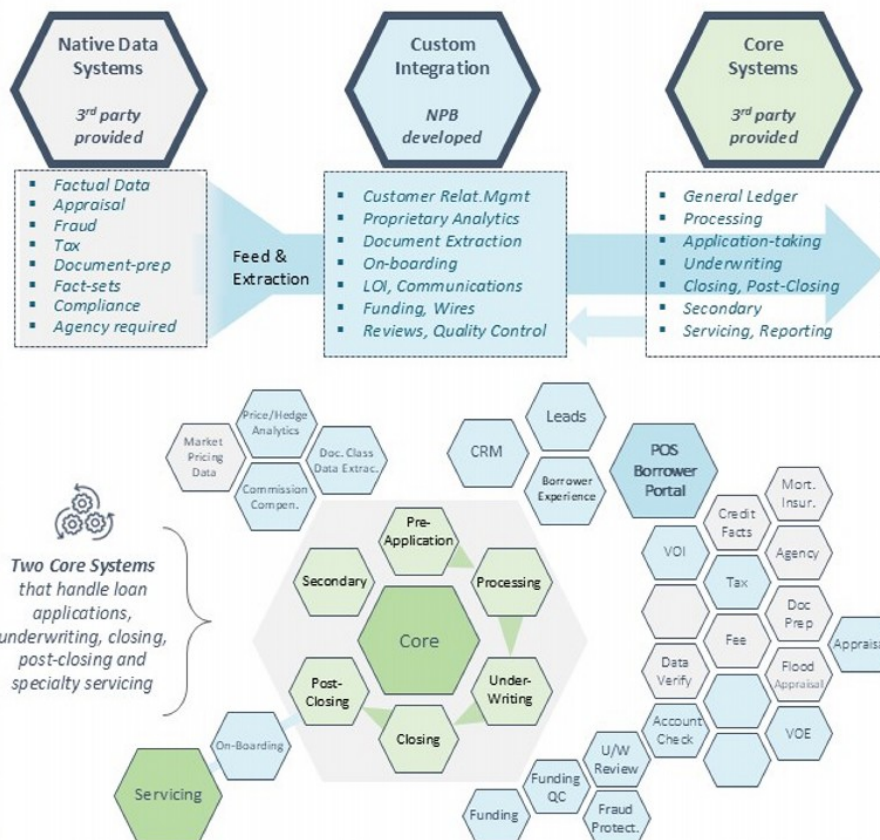 Native Data
Systems
3rd party
provided
Custom
Integration
NPB
developed
Core
Systems
3rd party
provided
Factual Data
Appraisal
Fraud
Tax
Document-prep
Fact-sets
Compliance
Agency required
Feed &
Extraction
Customer Relat.Mgmt
Proprietary Analytics
Document Extraction
On-boarding
LOI, Communications
Funding, Wires
Reviews, Quality Control
General Ledger
Processing
Application-taking
Underwriting
Closing, Post-Closing
Secondary
Servicing, Reporting
Price/Hedge
Analytics
Market
Pricing
Data
Doc. Class
Data Extrac.
Commission
Compen.
Leads
CRM
Borrower
Experience
POS
Borrower
Portal
Mort.
Insur.
Credit
Facts
VOI
Agency
Tax
Doc
Prep
Fee
Appraisa
Data
Verify
Flood
Appraisal
Account
Check
VOE
Two Core Systems
that handle loan
applications,
underwriting, closing,
post-closing and
specialty servicing
Pre-
Application
Secondary
Processing
Core
Post-
Closing
Under-
Writing
Closing
On-Boarding
Servicing
U/W
Review
Funding
QC
Funding
Fraud
Protect.